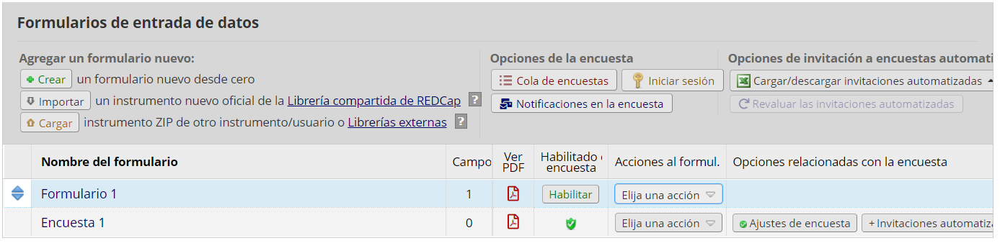 Formularios de entrada de datos
Agregar un formulario nuevo:
Crear un formulario nuevo desde cero
Importar un instrumento nuevo oficial de la Librería compartida de REDCap ?
Cargar instrumento ZIP de otro instrumento/usuario o Librerías externas ?
Opciones de la encuesta
Cola de encuestas Iniciar sesión
Notificaciones en la encuesta
Opciones de invitación a encuestas automati
Cargar/descargar invitaciones automatizadas
Revaluar las invitaciones automatizadas
Nombre del formulario Campo Ver PDF Habilitado encuesta Acciones al formul. Opciones relacionadas con la encuesta
Formulario 1 1 Habilitar Elija una acción
Encuesta 1 0 Elija una acción Ajustes de encuesta + Invitaciones automatiz